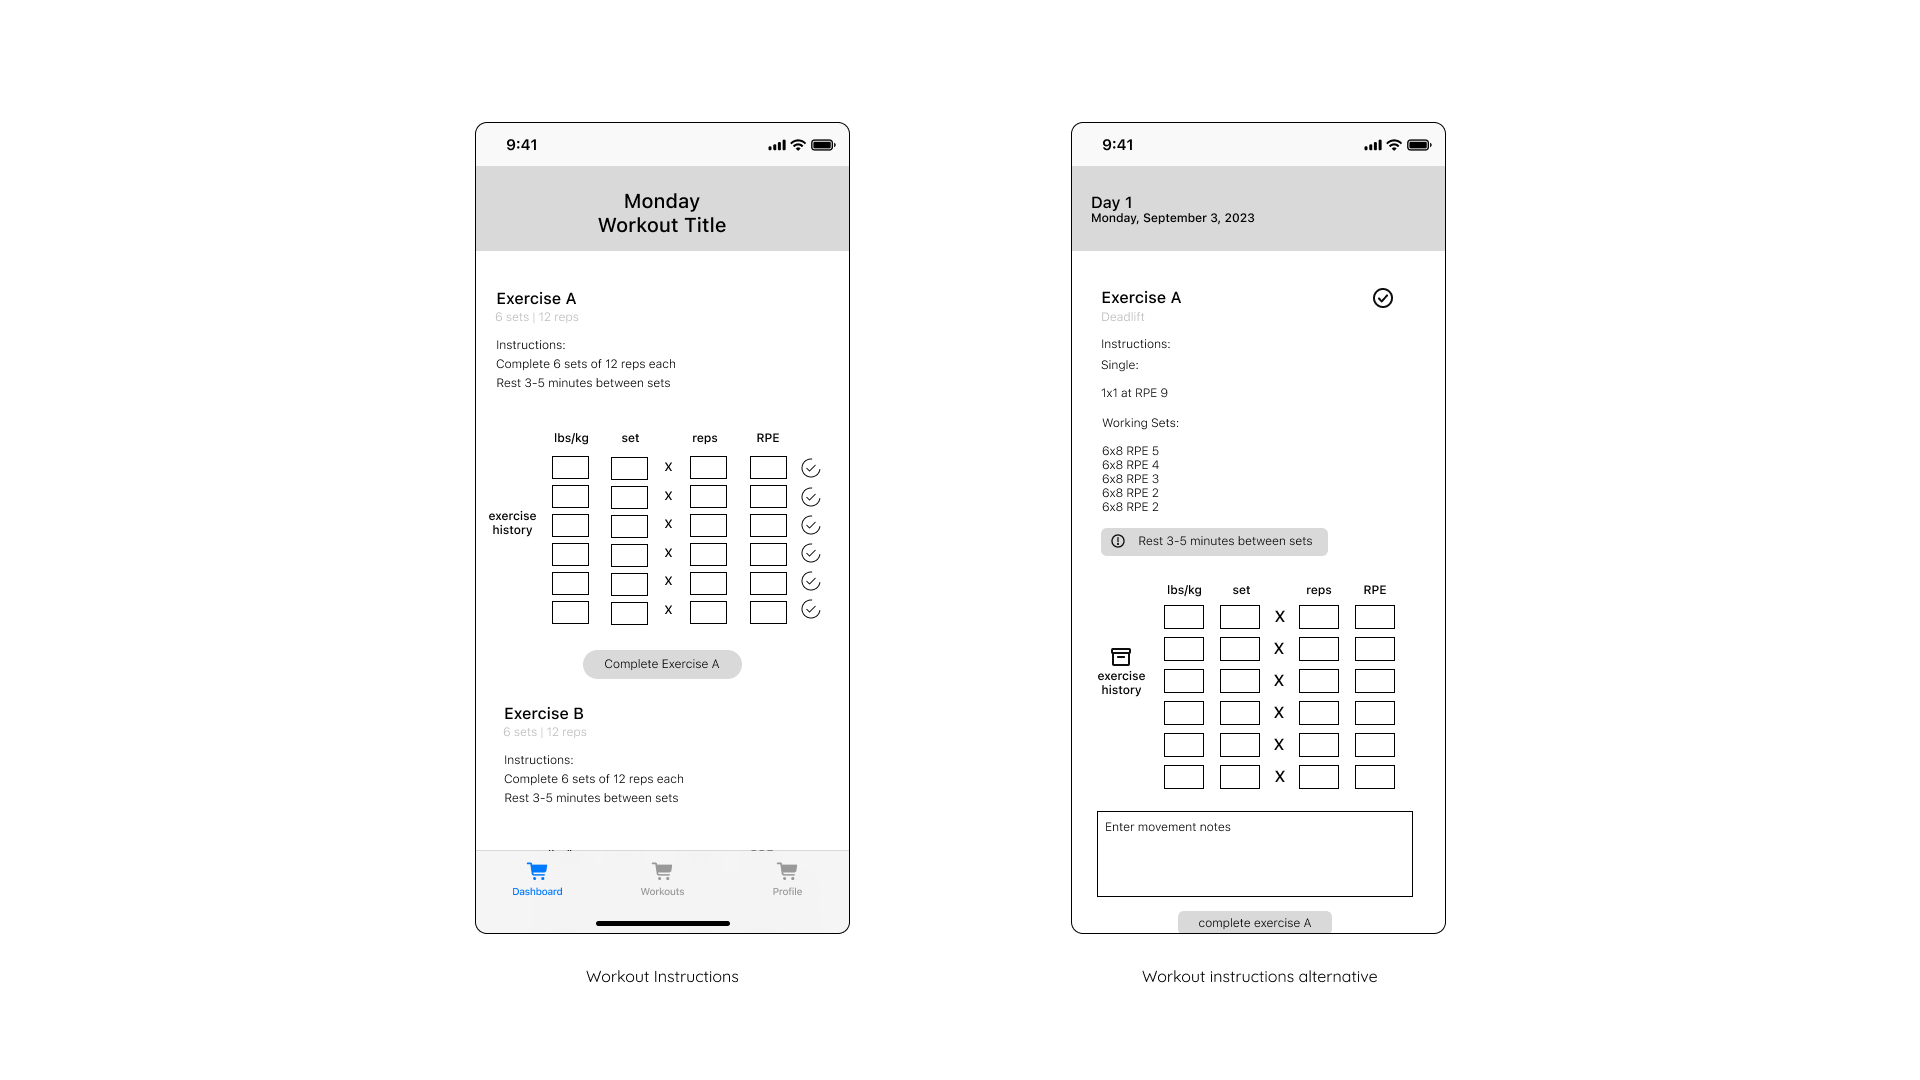 9:41
Monday
Workout Title
Exercise A
6 sets | 12 reps
Instructions:
Complete 6 sets of 12 reps each
Rest 3-5 minutes between sets
lbs/kg set reps RPE
X
X
X
X
X
X
exercise
history
Complete Exercise A
Exercise B
6 sets | 12 reps
Instructions:
Complete 6 sets of 12 reps each
Rest 3-5 minutes between sets
Dashboard Workouts Profile
Workout Instructions
9:41
Day 1
Monday, September 3, 2023
Exercise A
Deadlift
Instructions:
Single:
1x1 at RPE 9
Working Sets:
6x8 RPE 5
6x8 RPE 4
6x8 RPE 3
6x8 RPE 2
6x8 RPE 2
Rest 3-5 minutes between sets
lbs/kg set reps RPE
X
X
X
X
X
X
exercise
history
Enter movement notes
complete exercise A
Workout instructions alternative